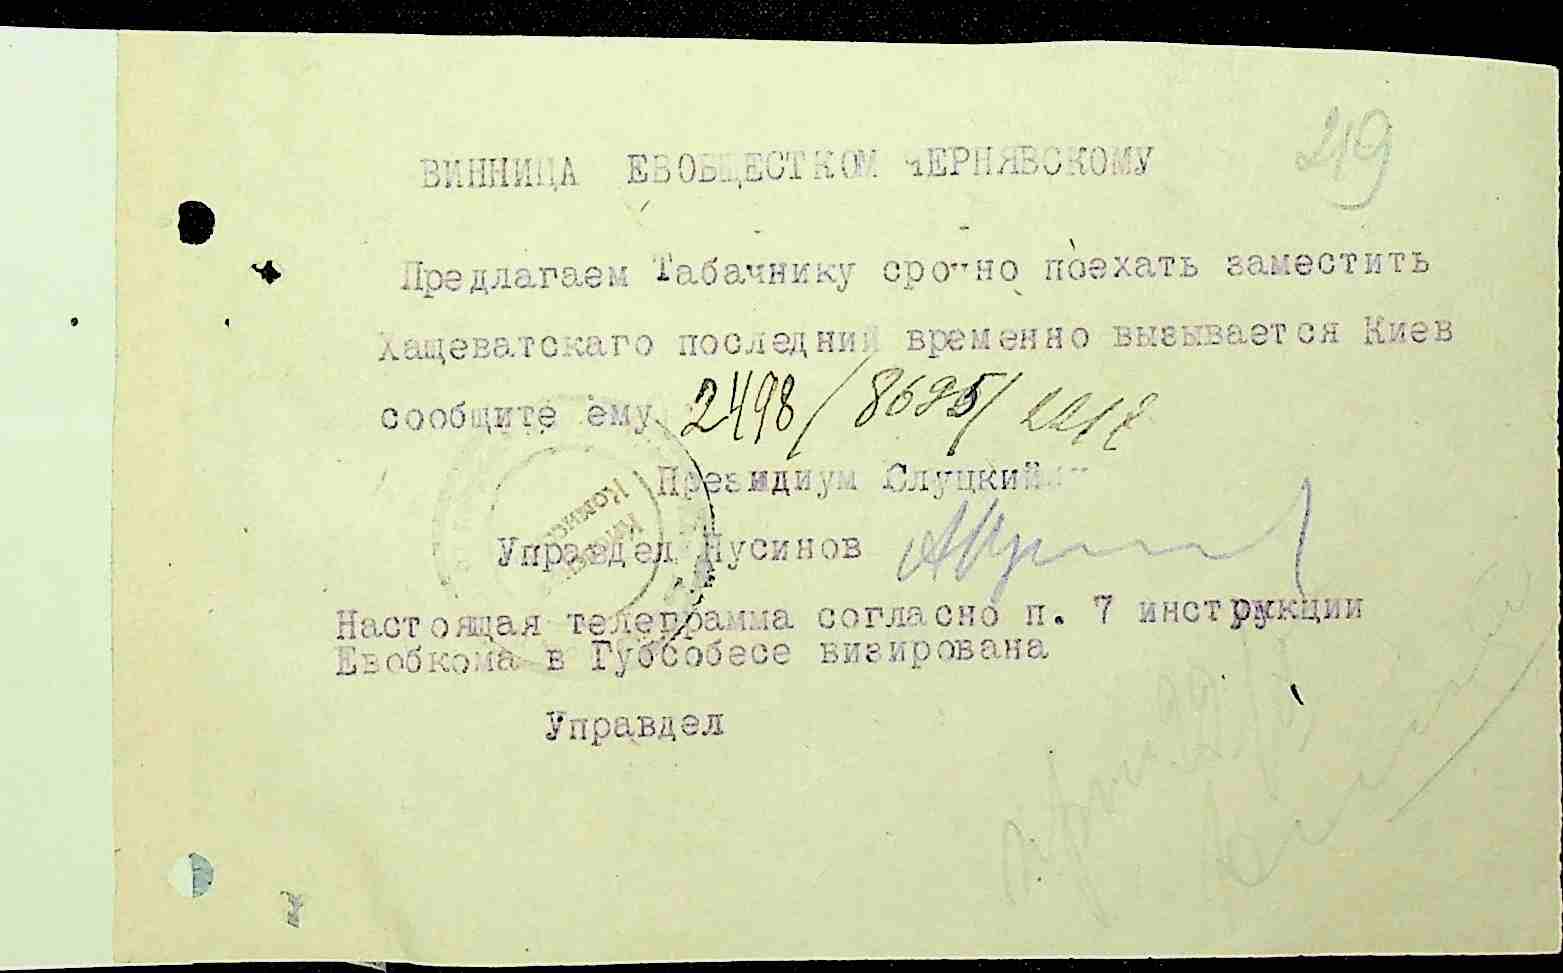 219
ВИННИЦА ЕВОБЩЕСТКОМ ЧЕРНЯВСКОМУ
Предлагаем Табачнику срочно поехать заместить
Хащеватскаго последний временно вызывается Киев
сообщите ему 2498/8695/
Президиум Слуцкий
Управдел Нусинов
Настоящая телеграмма согласно п. 7 инструкции
Евобкома в Губсобесе визирована
Управдел